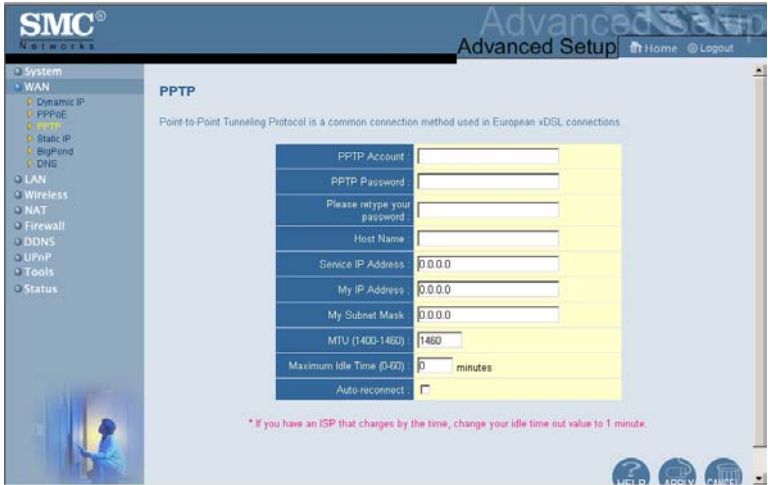 SMC®
Networks
Advanced Setup
Advanced Setup
Home
Logout
System
WAN
Dynamic IP
PPPoE
PPTP
Static IP
BigPond
DNS
LAN
Wireless
NAT
Firewall
DDNS
UPnP
Tools
Status
PPTP
Point-to-Point Tunneling Protocol is a common connection method used in European xDSL connections
PPTP Account :
PPTP Password :
Please retype your
password :
Host Name :
Service IP Address : 0.0.0.0
My IP Address : 0.0.0.0
My Subnet Mask : 0.0.0.0
MTU (1400-1460) : 1460
Maximum Idle Time (0-60) : 0 minutes
Auto-reconnect :
* If you have an ISP that charges by the time, change your idle time out value to 1 minute.
HELP
APPLY
CANCEL